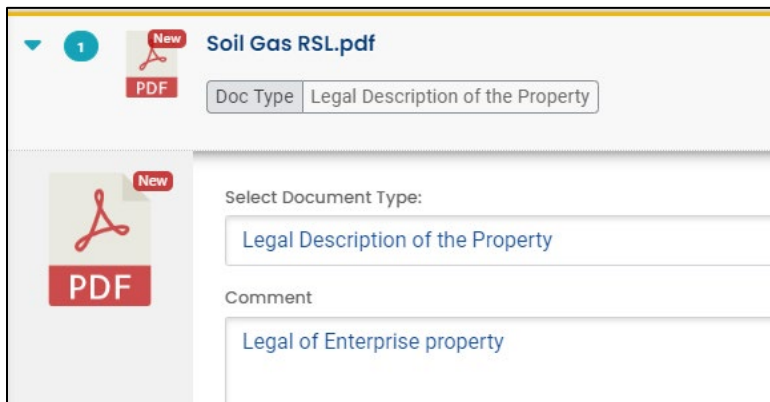 1
New
PDF
Soil Gas RSL.pdf
Doc Type Legal Description of the Property
New
PDF
Select Document Type:
Legal Description of the Property
Comment
Legal of Enterprise property